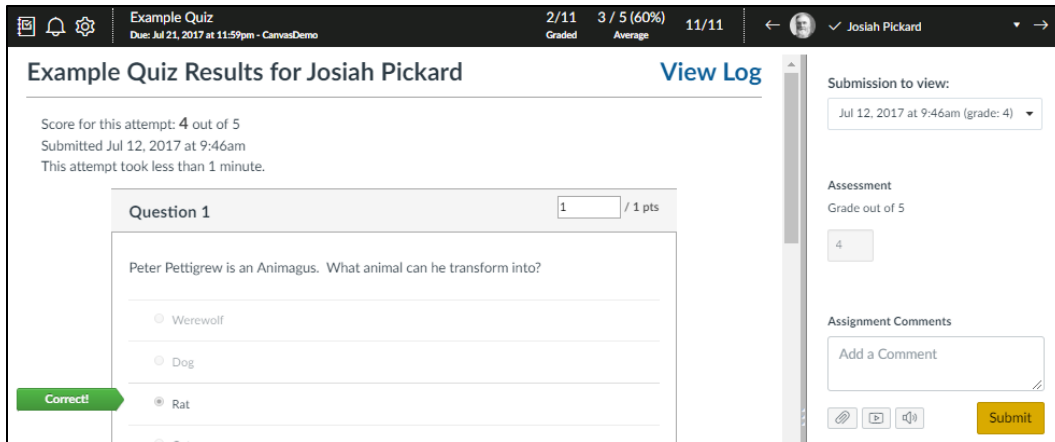 Example Quiz
Due: Jul 21, 2017 at 11:59pm - CanvasDemo
2/11
Graded
3 / 5 (60%)
Average
11/11
Josiah Pickard
Example Quiz Results for Josiah Pickard
View Log
Score for this attempt: 4 out of 5
Submitted Jul 12, 2017 at 9:46am
This attempt took less than 1 minute.
Question 1
1 / 1 pts
Peter Pettigrew is an Animagus.  What animal can he transform into?
Werewolf
Dog
Correct!
Rat
Submission to view:
Jul 12, 2017 at 9:46am (grade: 4)
Assessment
Grade out of 5
4
Assignment Comments
Add a Comment
Submit